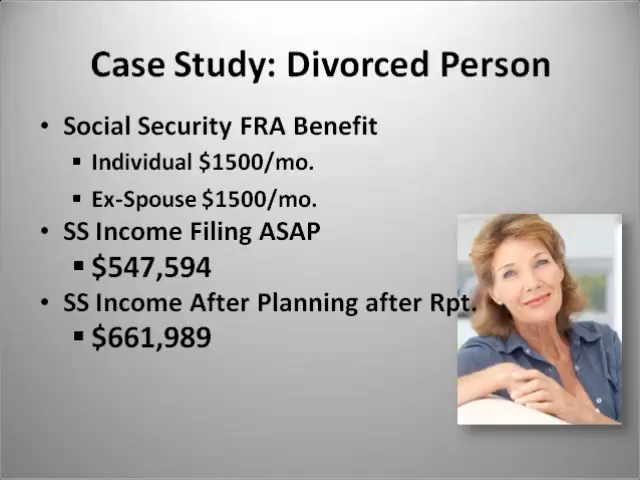 Case Study: Divorced Person
• Social Security FRA Benefit
▪ Individual $1500/mo.
▪ Ex-Spouse $1500/mo.
• SS Income Filing ASAP
▪ $547,594
• SS Income After Planning after Rpt.
▪ $661,989